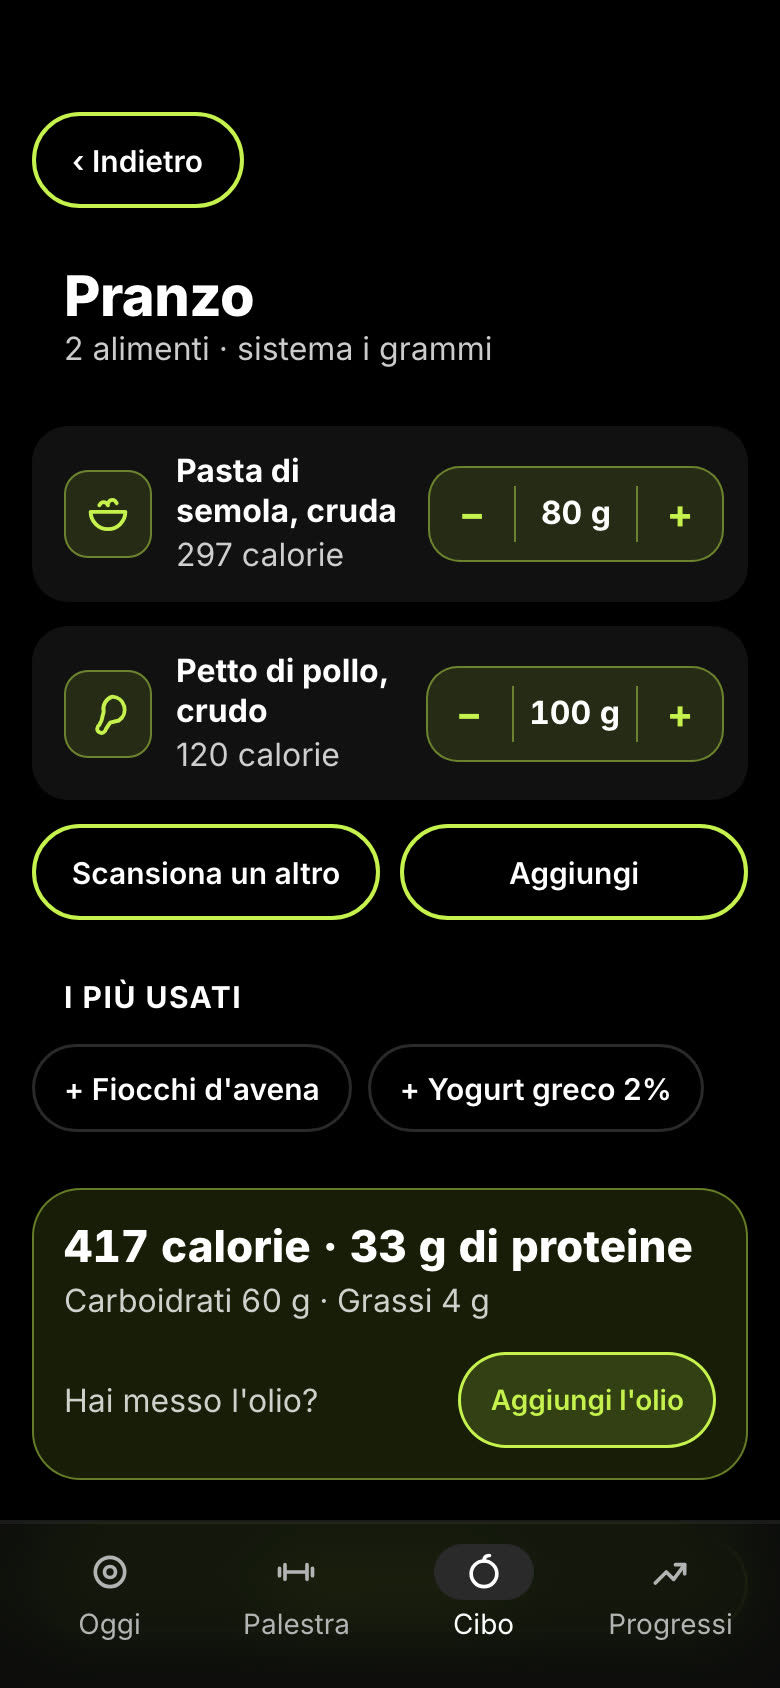 ‹ Indietro
Pranzo
2 alimenti · sistema i grammi
Pasta di
semola, cruda
297 calorie
− 80 g +
Petto di pollo,
crudo
120 calorie
− 100 g +
Scansiona un altro
Aggiungi
I PIÙ USATI
+ Fiocchi d'avena
+ Yogurt greco 2%
417 calorie · 33 g di proteine
Carboidrati 60 g · Grassi 4 g
Hai messo l'olio?
Aggiungi l'olio
Oggi
Palestra
Cibo
Progressi